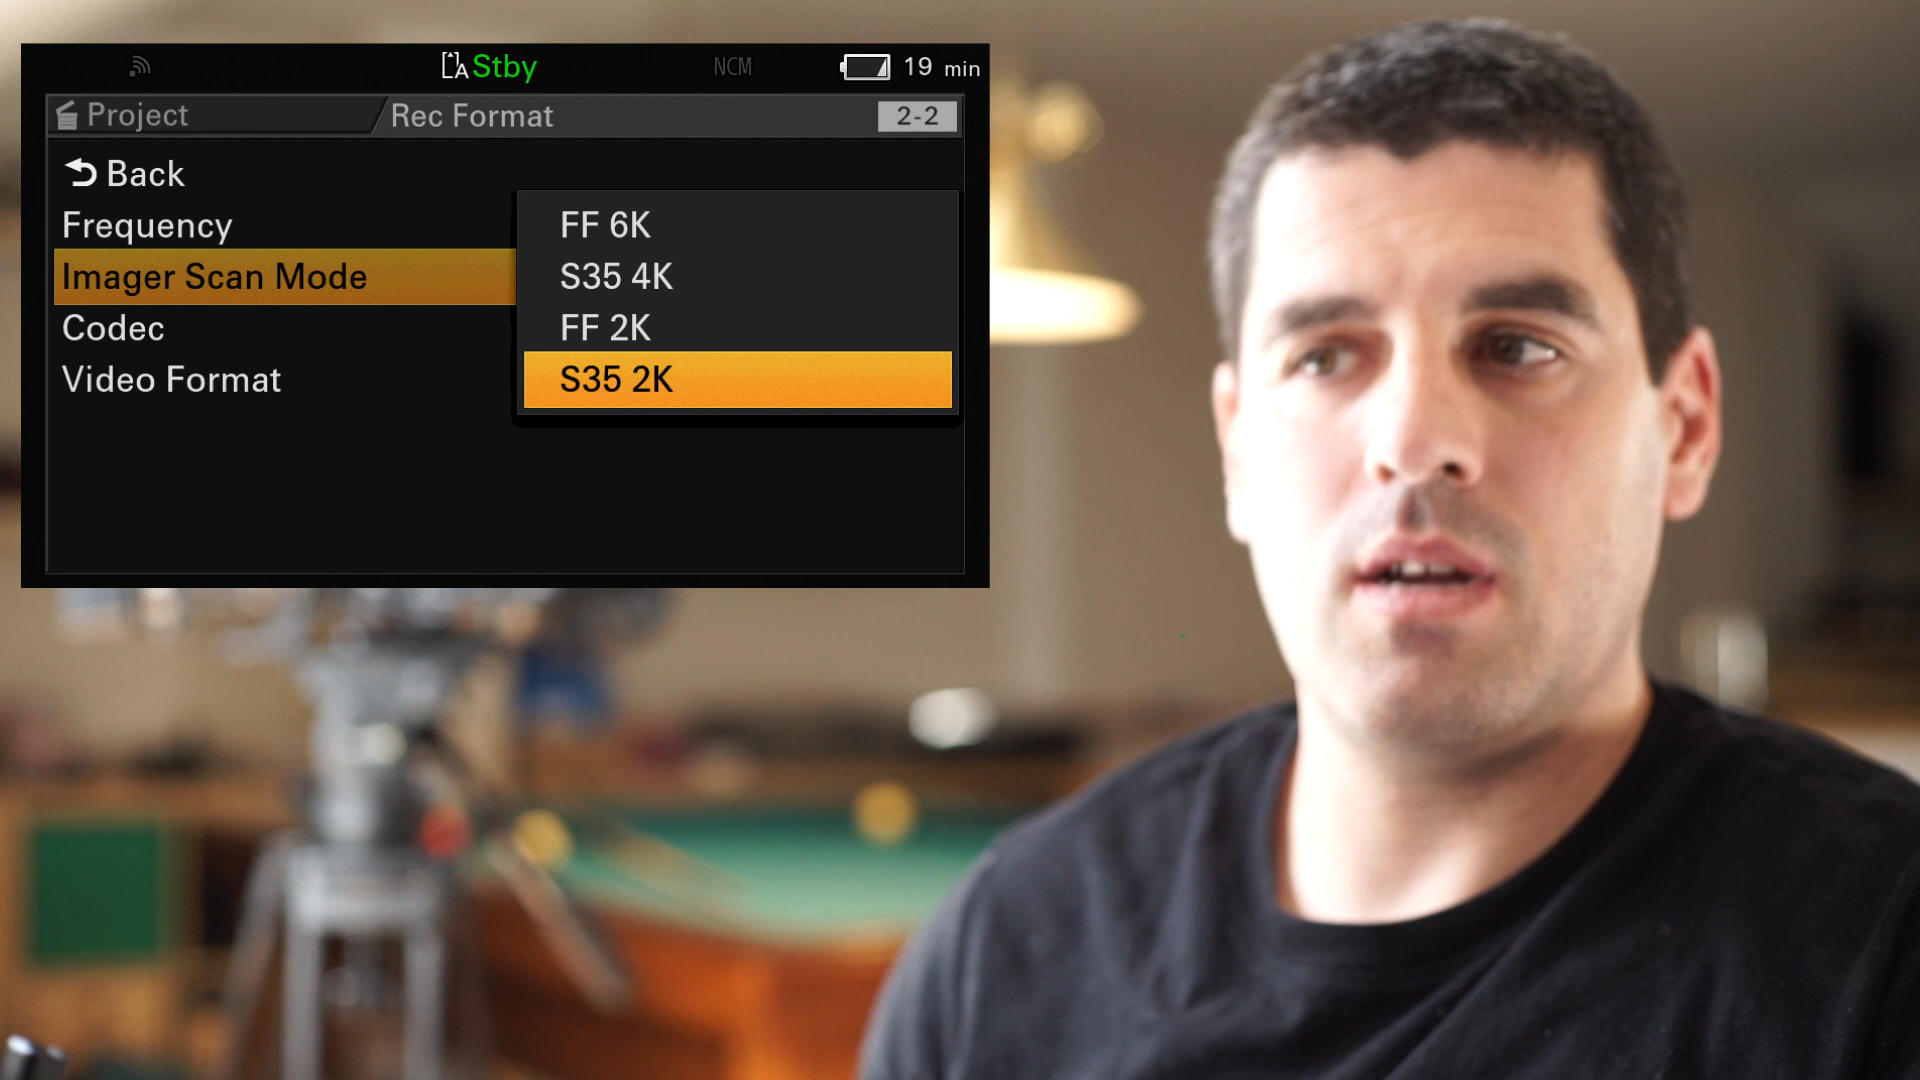 A Stby NCM 19 min
Project Rec Format 2-2
Back
Frequency FF 6K
Imager Scan Mode S35 4K
Codec FF 2K
Video Format S35 2K